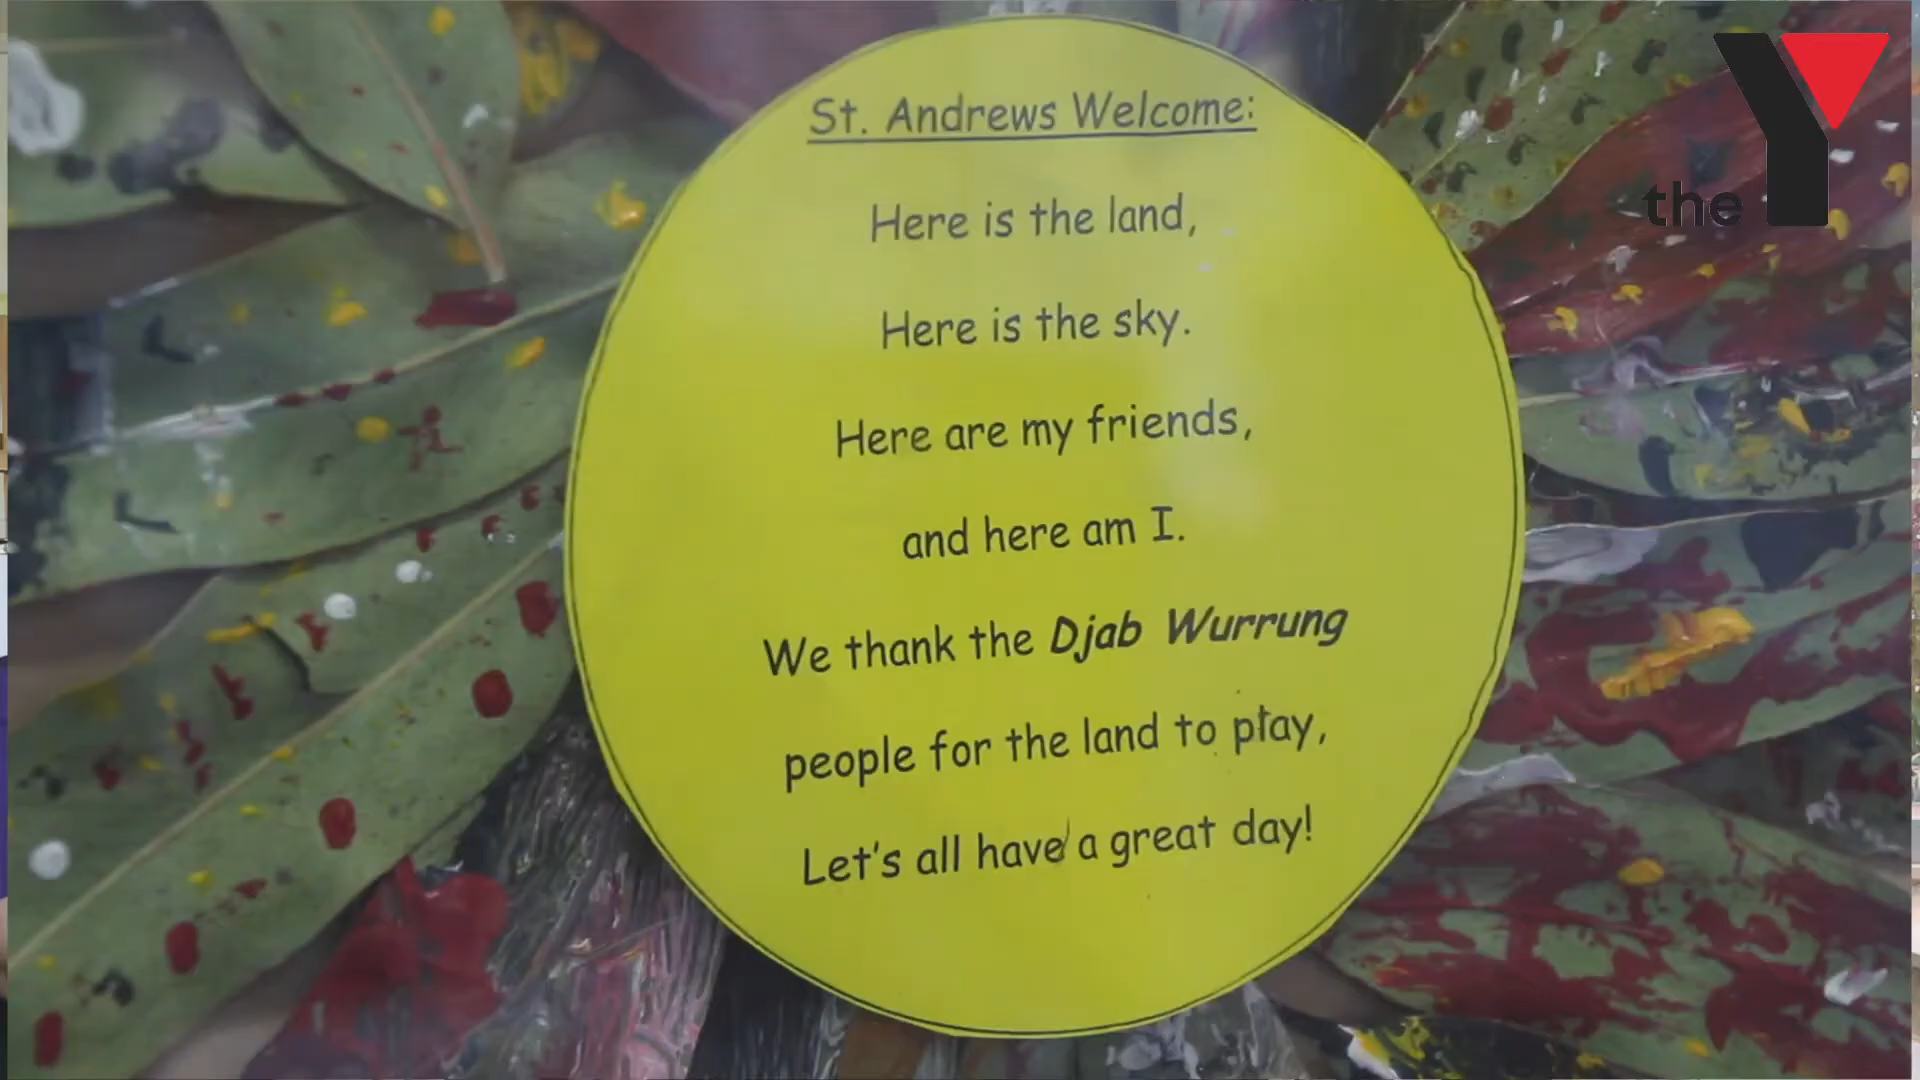 St. Andrews Welcome:
Here is the land,
Here is the sky.
Here are my friends,
and here am I.
We thank the Djab Wurrung
people for the land to play,
Let's all have a great day!
the Y